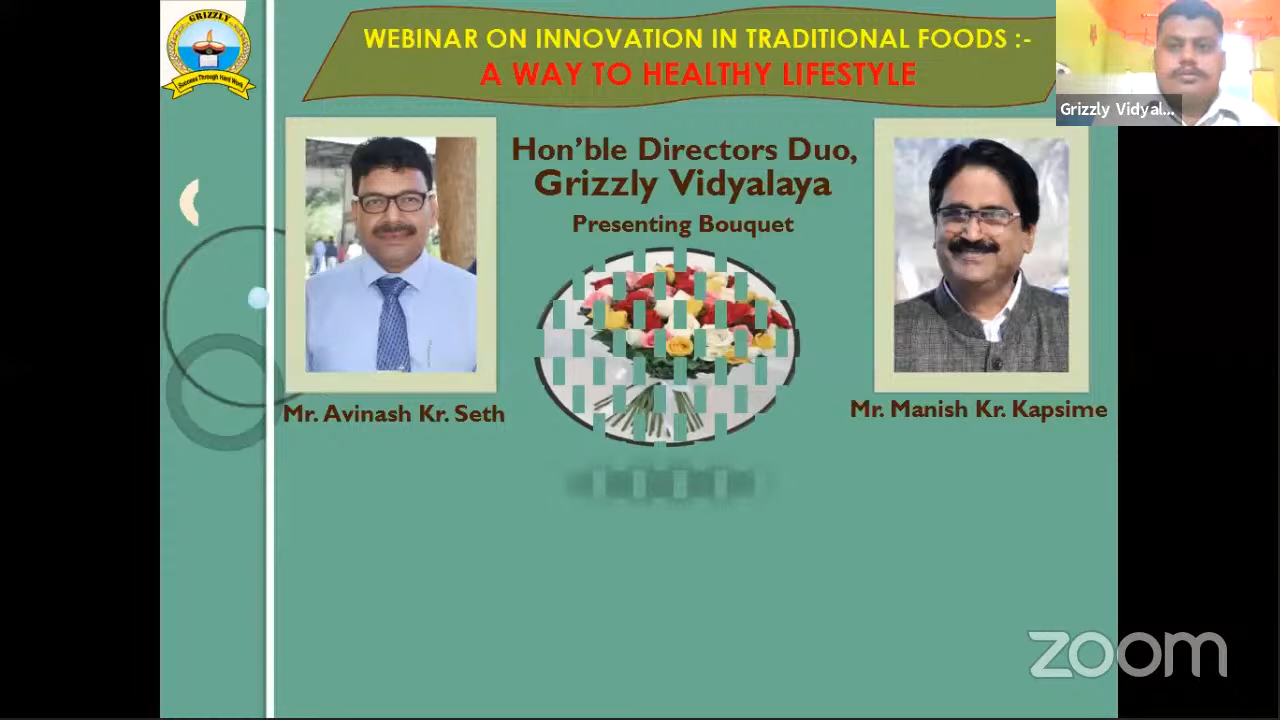 GRIZZLY
Success Through Hard Work
WEBINAR ON INNOVATION IN TRADITIONAL FOODS :-
A WAY TO HEALTHY LIFESTYLE
Grizzly Vidyal...
Hon'ble Directors Duo,
Grizzly Vidyalaya
Presenting Bouquet
Mr. Avinash Kr. Seth
Mr. Manish Kr. Kapsime
zoom